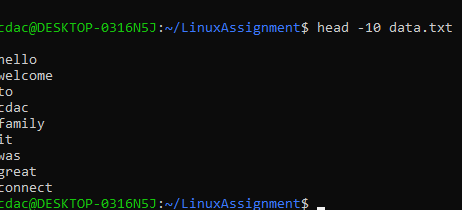 cdac@DESKTOP-0316N5J:~/LinuxAssignment$ head -10 data.txt

hello
welcome
to
cdac
family
it
was
great
connect
cdac@DESKTOP-0316N5J:~/LinuxAssignment$